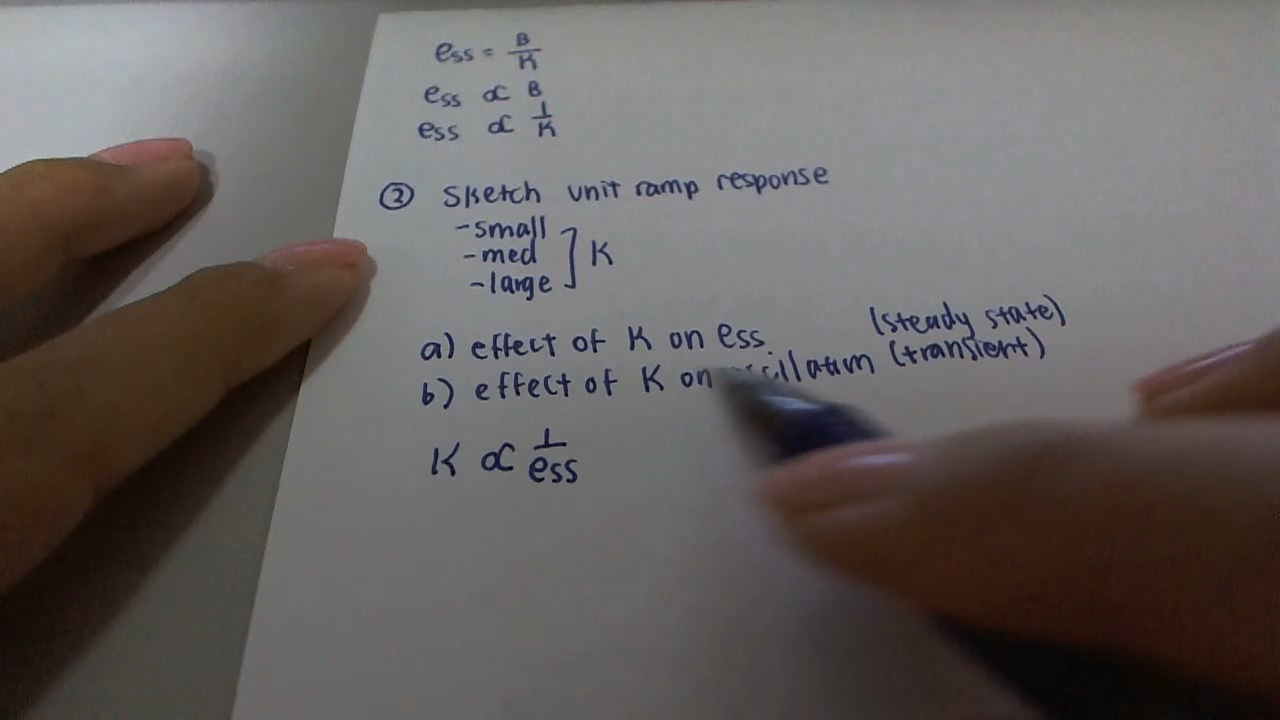 ess = B/K
ess ∝ B
ess ∝ 1/K
② Sketch unit ramp response
- small
- med ] K
- large
a) effect of K on ess (steady state)
b) effect of K on (transient)
K ∝ 1/ess